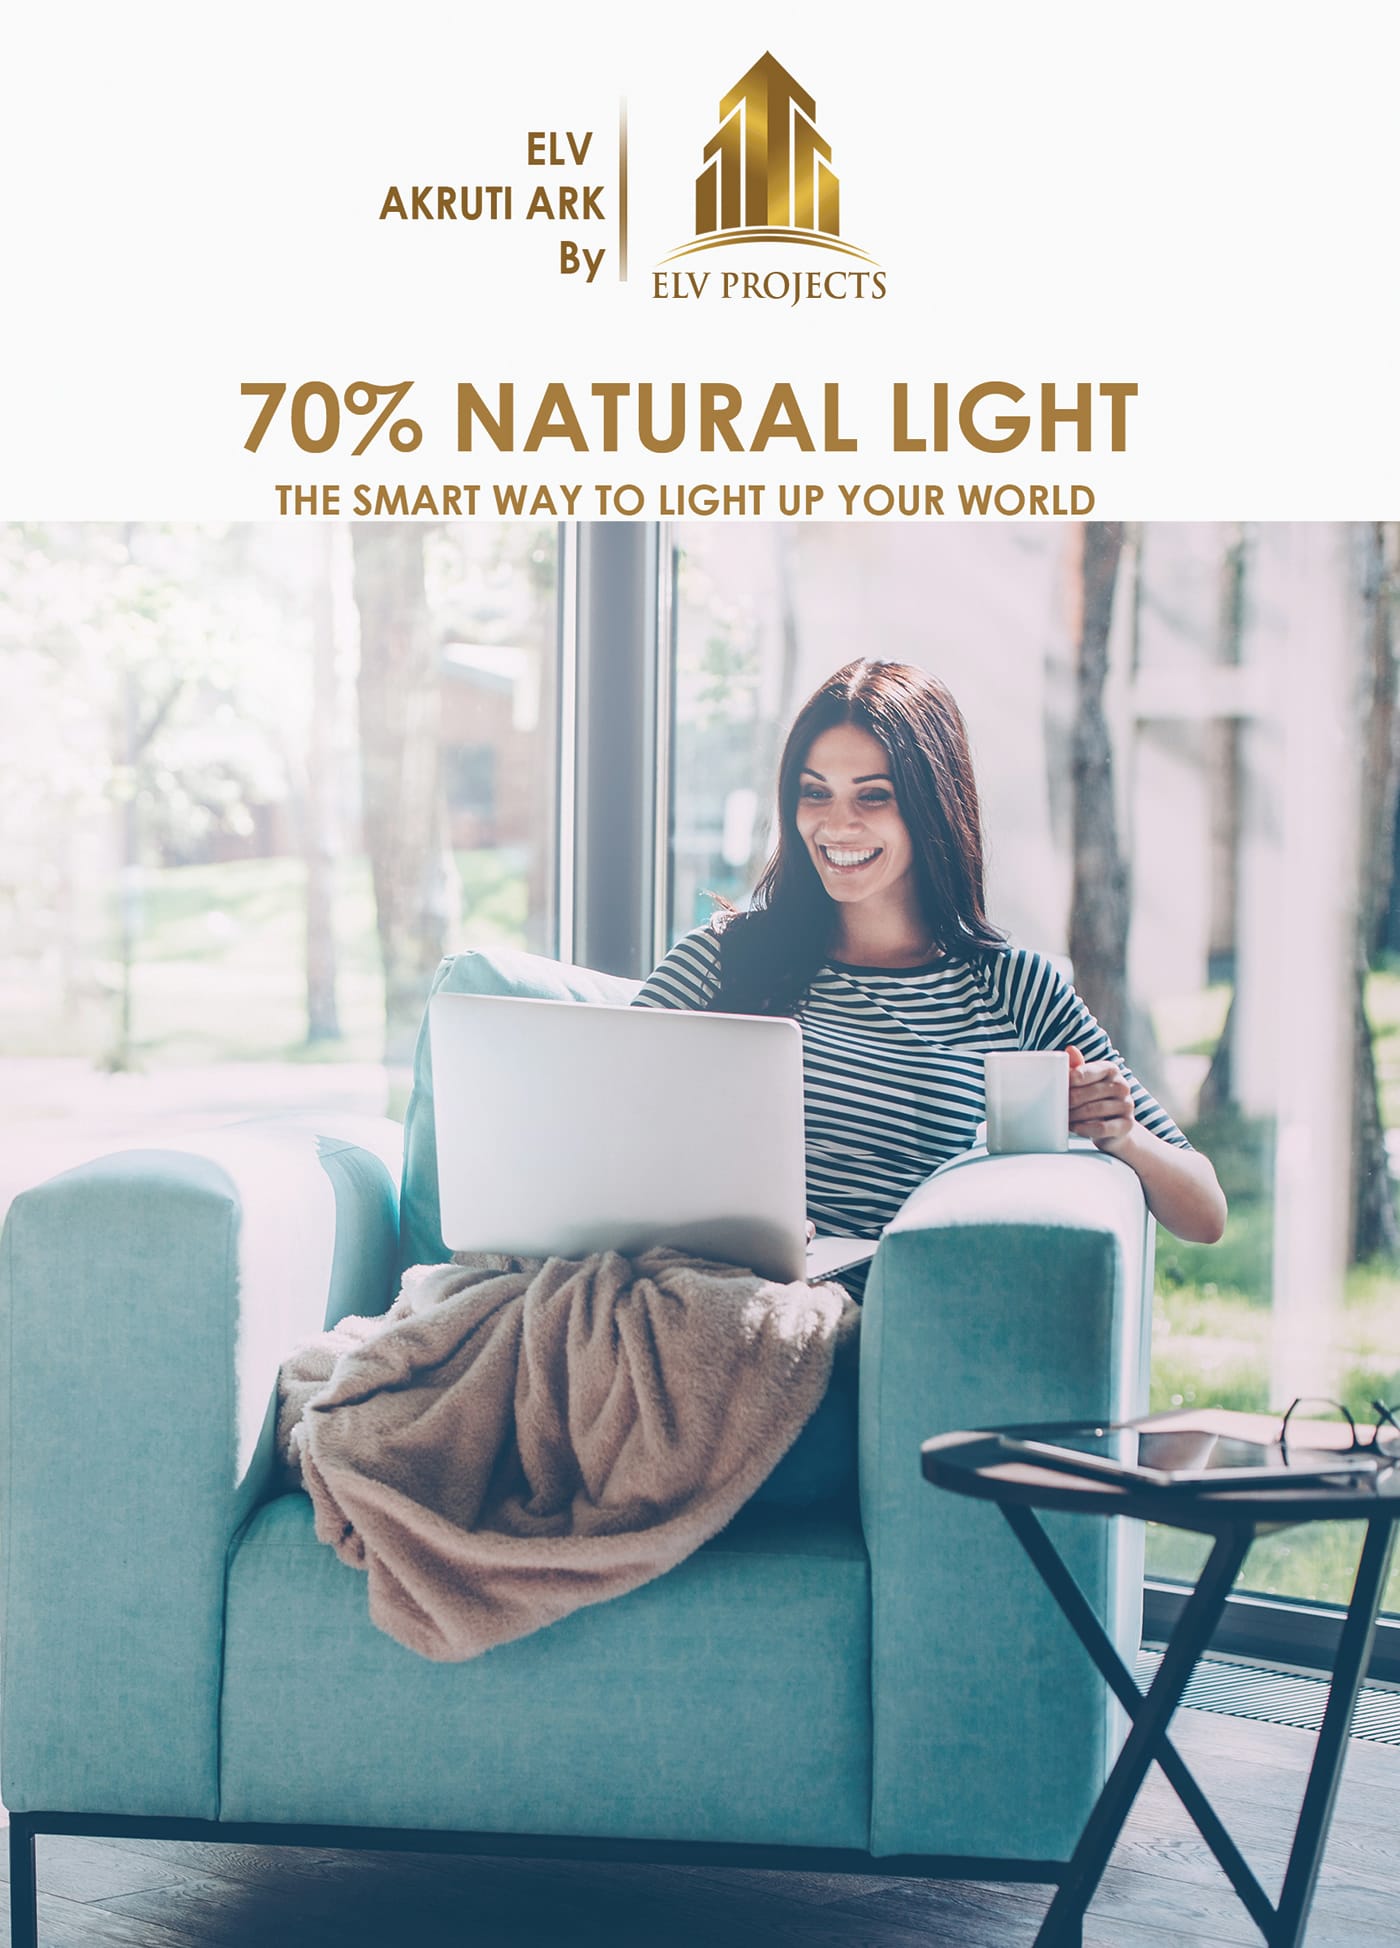 ELV
AKRUTI ARK
By
ELV PROJECTS
70% NATURAL LIGHT
THE SMART WAY TO LIGHT UP YOUR WORLD